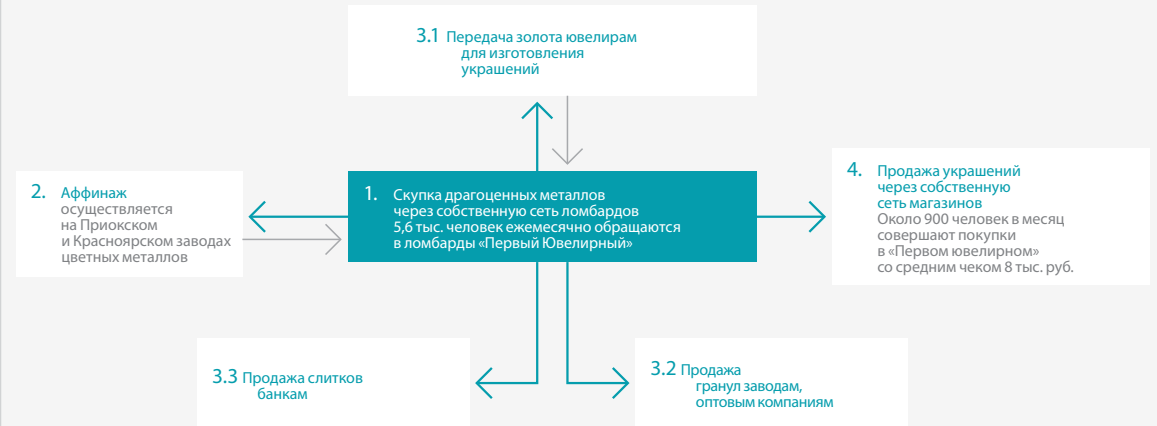 3.1 Передача золота ювелирам
для изготовления
украшений
2. Аффинаж
осуществляется
на Приокском
и Красноярском заводах
цветных металлов
1. Скупка драгоценных металлов
через собственную сеть ломбардов
5,6 тыс. человек ежемесячно обращаются
в ломбарды «Первый Ювелирный»
4. Продажа украшений
через собственную
сеть магазинов
Около 900 человек в месяц
совершают покупки
в «Первом ювелирном»
со средним чеком 8 тыс. руб.
3.3 Продажа слитков
банкам
3.2 Продажа
гранул заводам,
оптовым компаниям